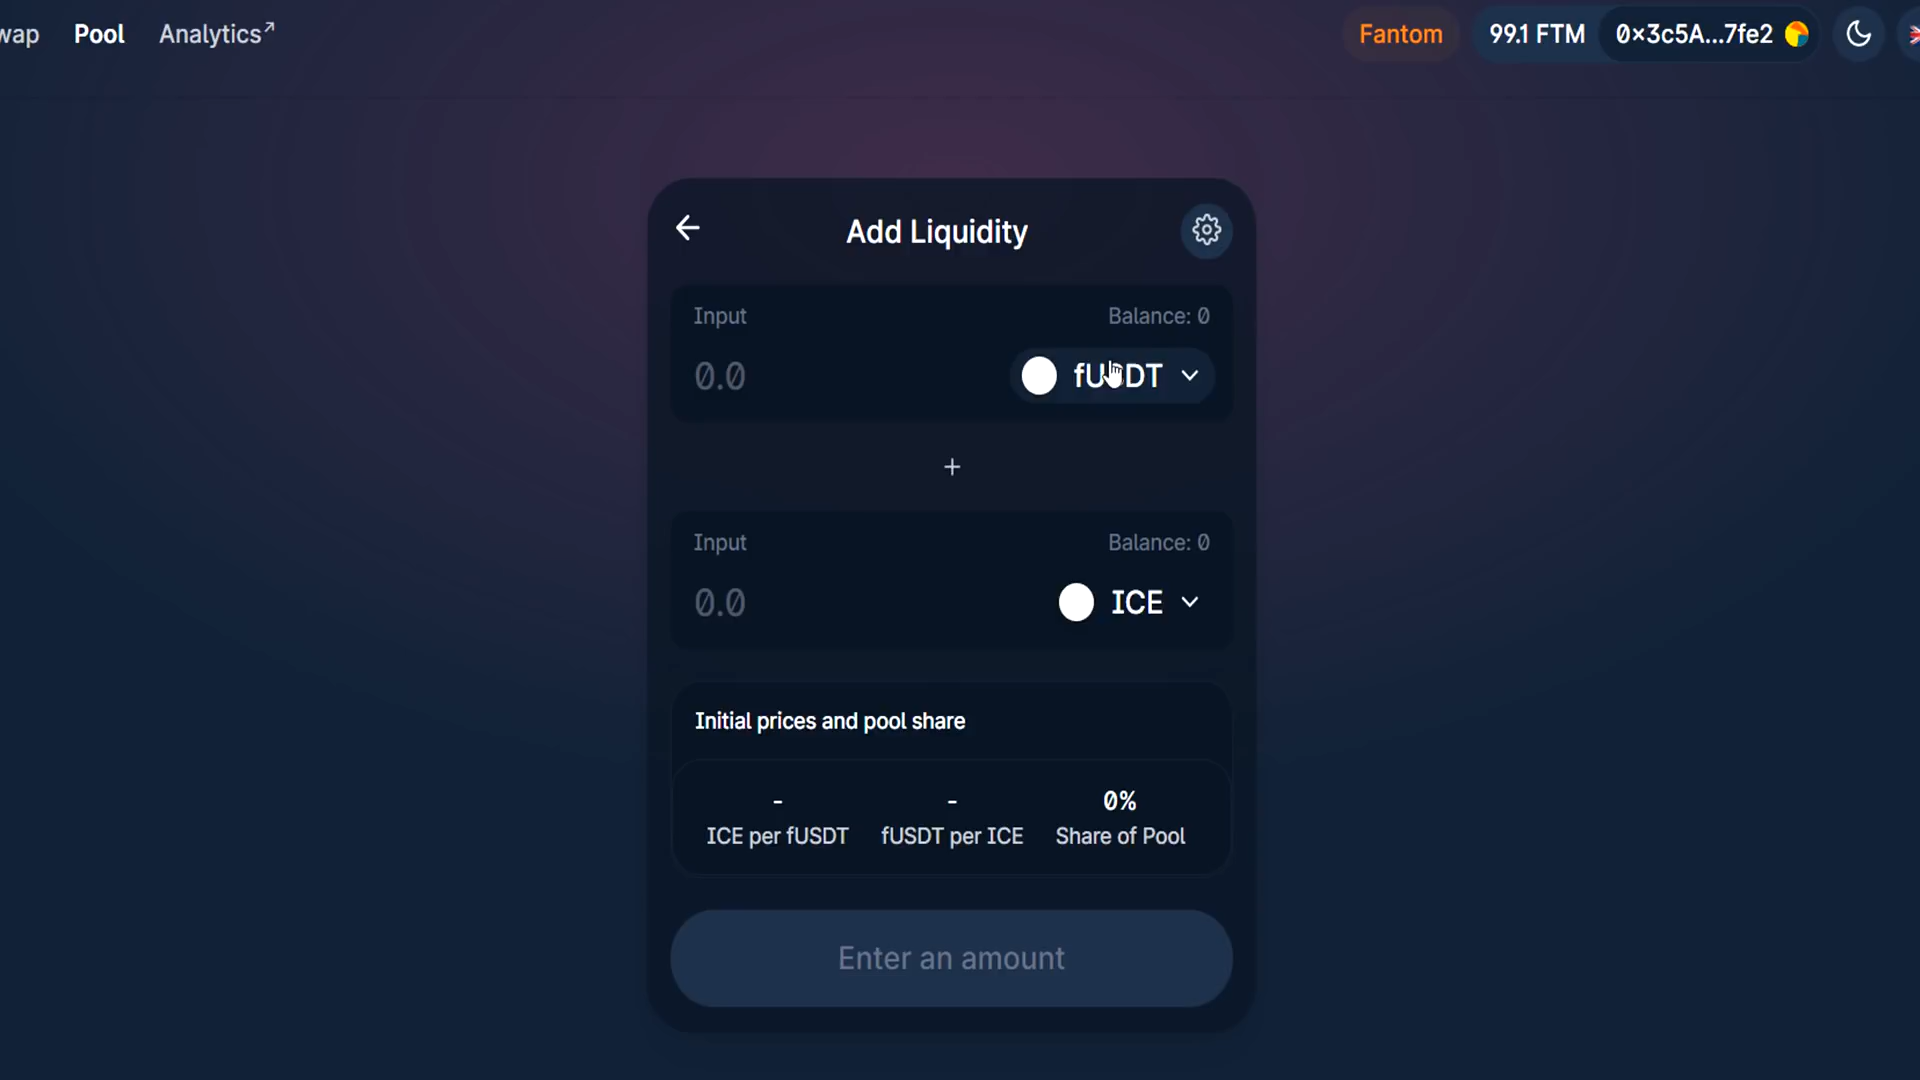 Pool
Analytics↗
Fantom
99.1 FTM
0×3c5A...7fe2
Add Liquidity
Input
Balance: 0
0.0
fUSDT
+
Input
Balance: 0
0.0
ICE
Initial prices and pool share
-
-
0%
ICE per fUSDT
fUSDT per ICE
Share of Pool
Enter an amount